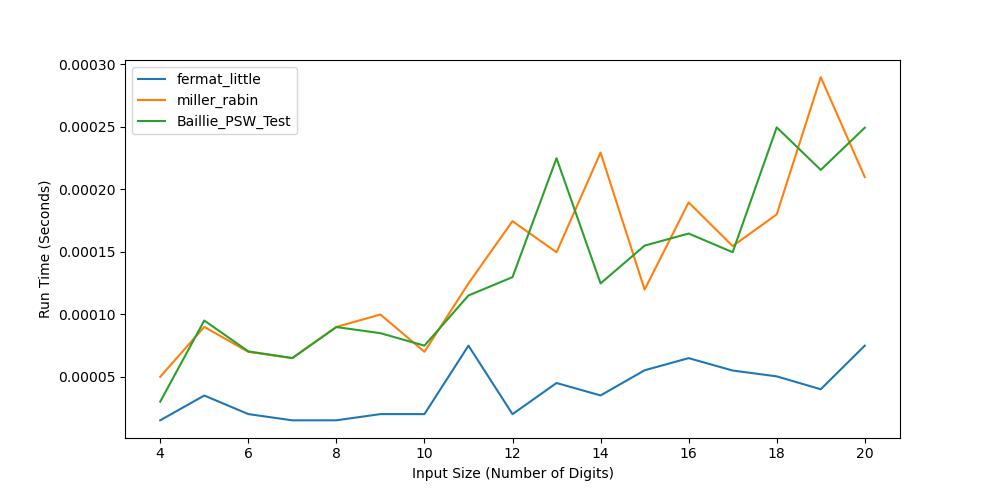 fermat_little
miller_rabin
Baillie_PSW_Test
0.00030
0.00025
0.00020
0.00015
0.00010
0.00005
Run Time (Seconds)
4 6 8 10 12 14 16 18 20
Input Size (Number of Digits)